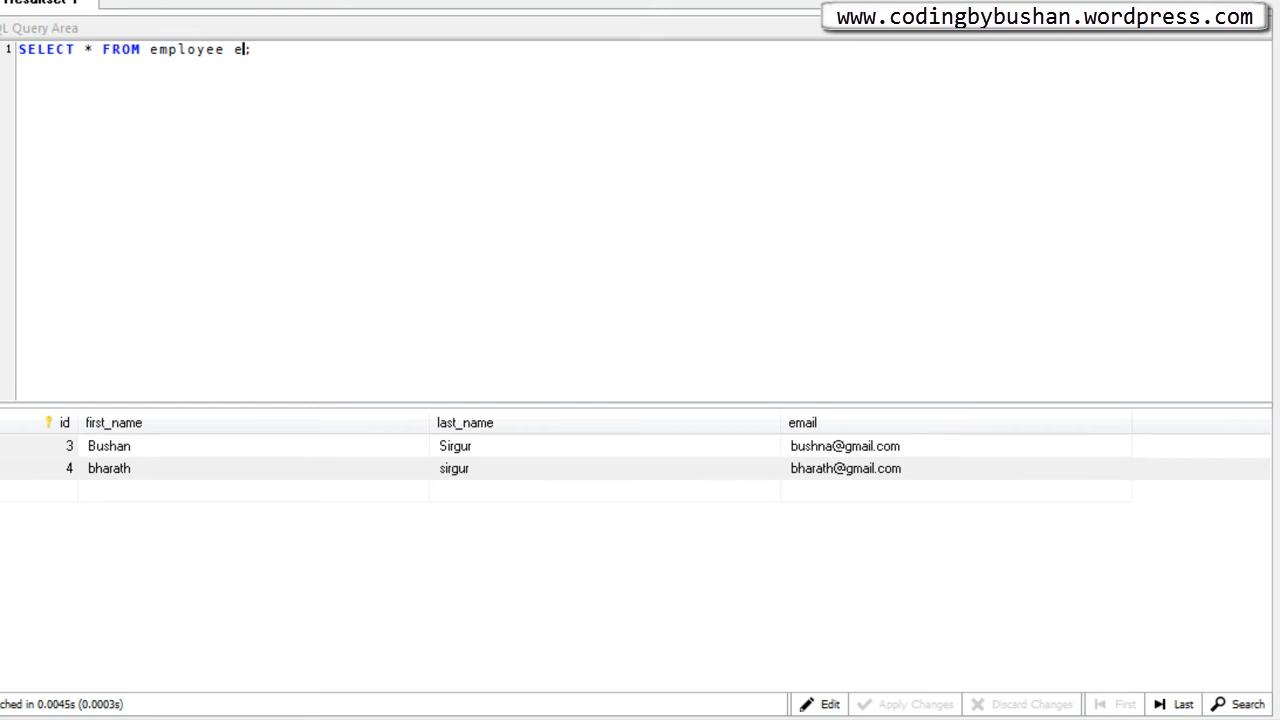 www.codingbybushan.wordpress.com
Query Area
1 SELECT * FROM employee e;
id first_name last_name email
3 Bushan Sirgur bushna@gmail.com
4 bharath sirgur bharath@gmail.com
ched in 0.0045s (0.0003s) Edit Apply Changes Discard Changes First Last Search